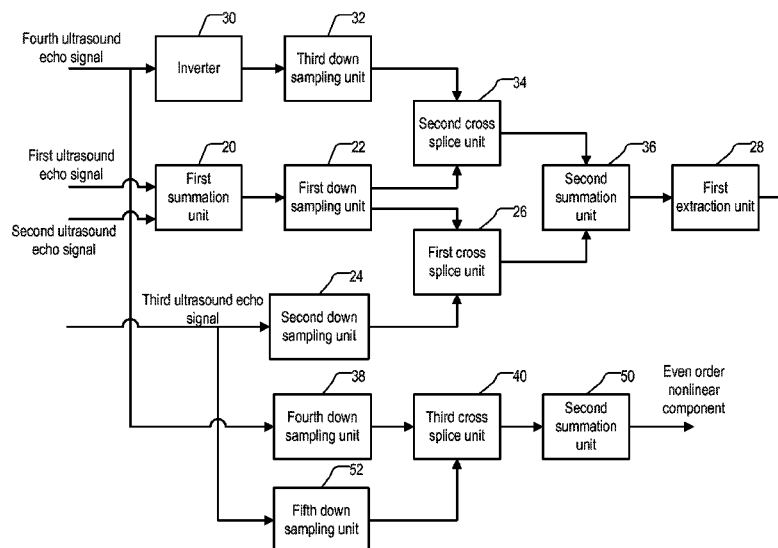 30
32
Fourth ultrasound
echo signal
Inverter
Third down
sampling unit
34
Second cross
splice unit
First ultrasound
echo signal
20
22
36
28
First
summation
unit
First down
sampling unit
Second
summation
unit
First
extraction unit
Second ultrasound
echo signal
26
First cross
splice unit
24
Third ultrasound echo
signal
Second down
sampling unit
38
40
50
Even order
nonlinear
component
Fourth down
sampling unit
Third cross
splice unit
Second
summation
unit
52
Fifth down
sampling unit